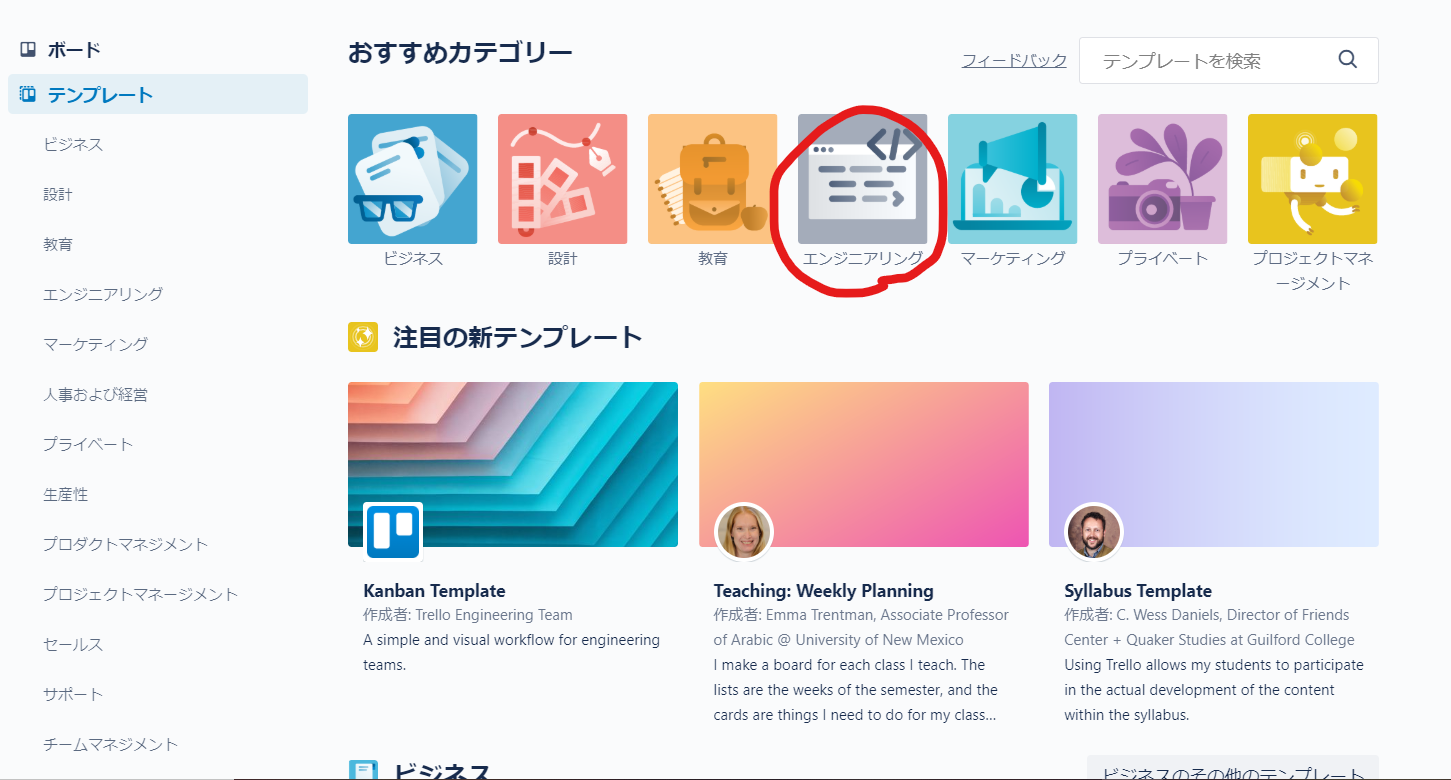 ボード
テンプレート
ビジネス
設計
教育
エンジニアリング
マーケティング
人事および経営
プライベート
生産性
プロダクトマネジメント
プロジェクトマネージメント
セールス
サポート
チームマネジメント
おすすめカテゴリー
フィードバック
テンプレートを検索
ビジネス
設計
教育
エンジニアリング
マーケティング
プライベート
プロジェクトマネ
ージメント
注目の新テンプレート
Kanban Template
作成者: Trello Engineering Team
A simple and visual workflow for engineering
teams.
Teaching: Weekly Planning
作成者: Emma Trentman, Associate Professor
of Arabic @ University of New Mexico
I make a board for each class I teach. The
lists are the weeks of the semester, and the
cards are things I need to do for my class...
Syllabus Template
作成者: C. Wess Daniels, Director of Friends
Center + Quaker Studies at Guilford College
Using Trello allows my students to participate
in the actual development of the content
within the syllabus.
ビジネス
ビジネスのその他のテンプレート